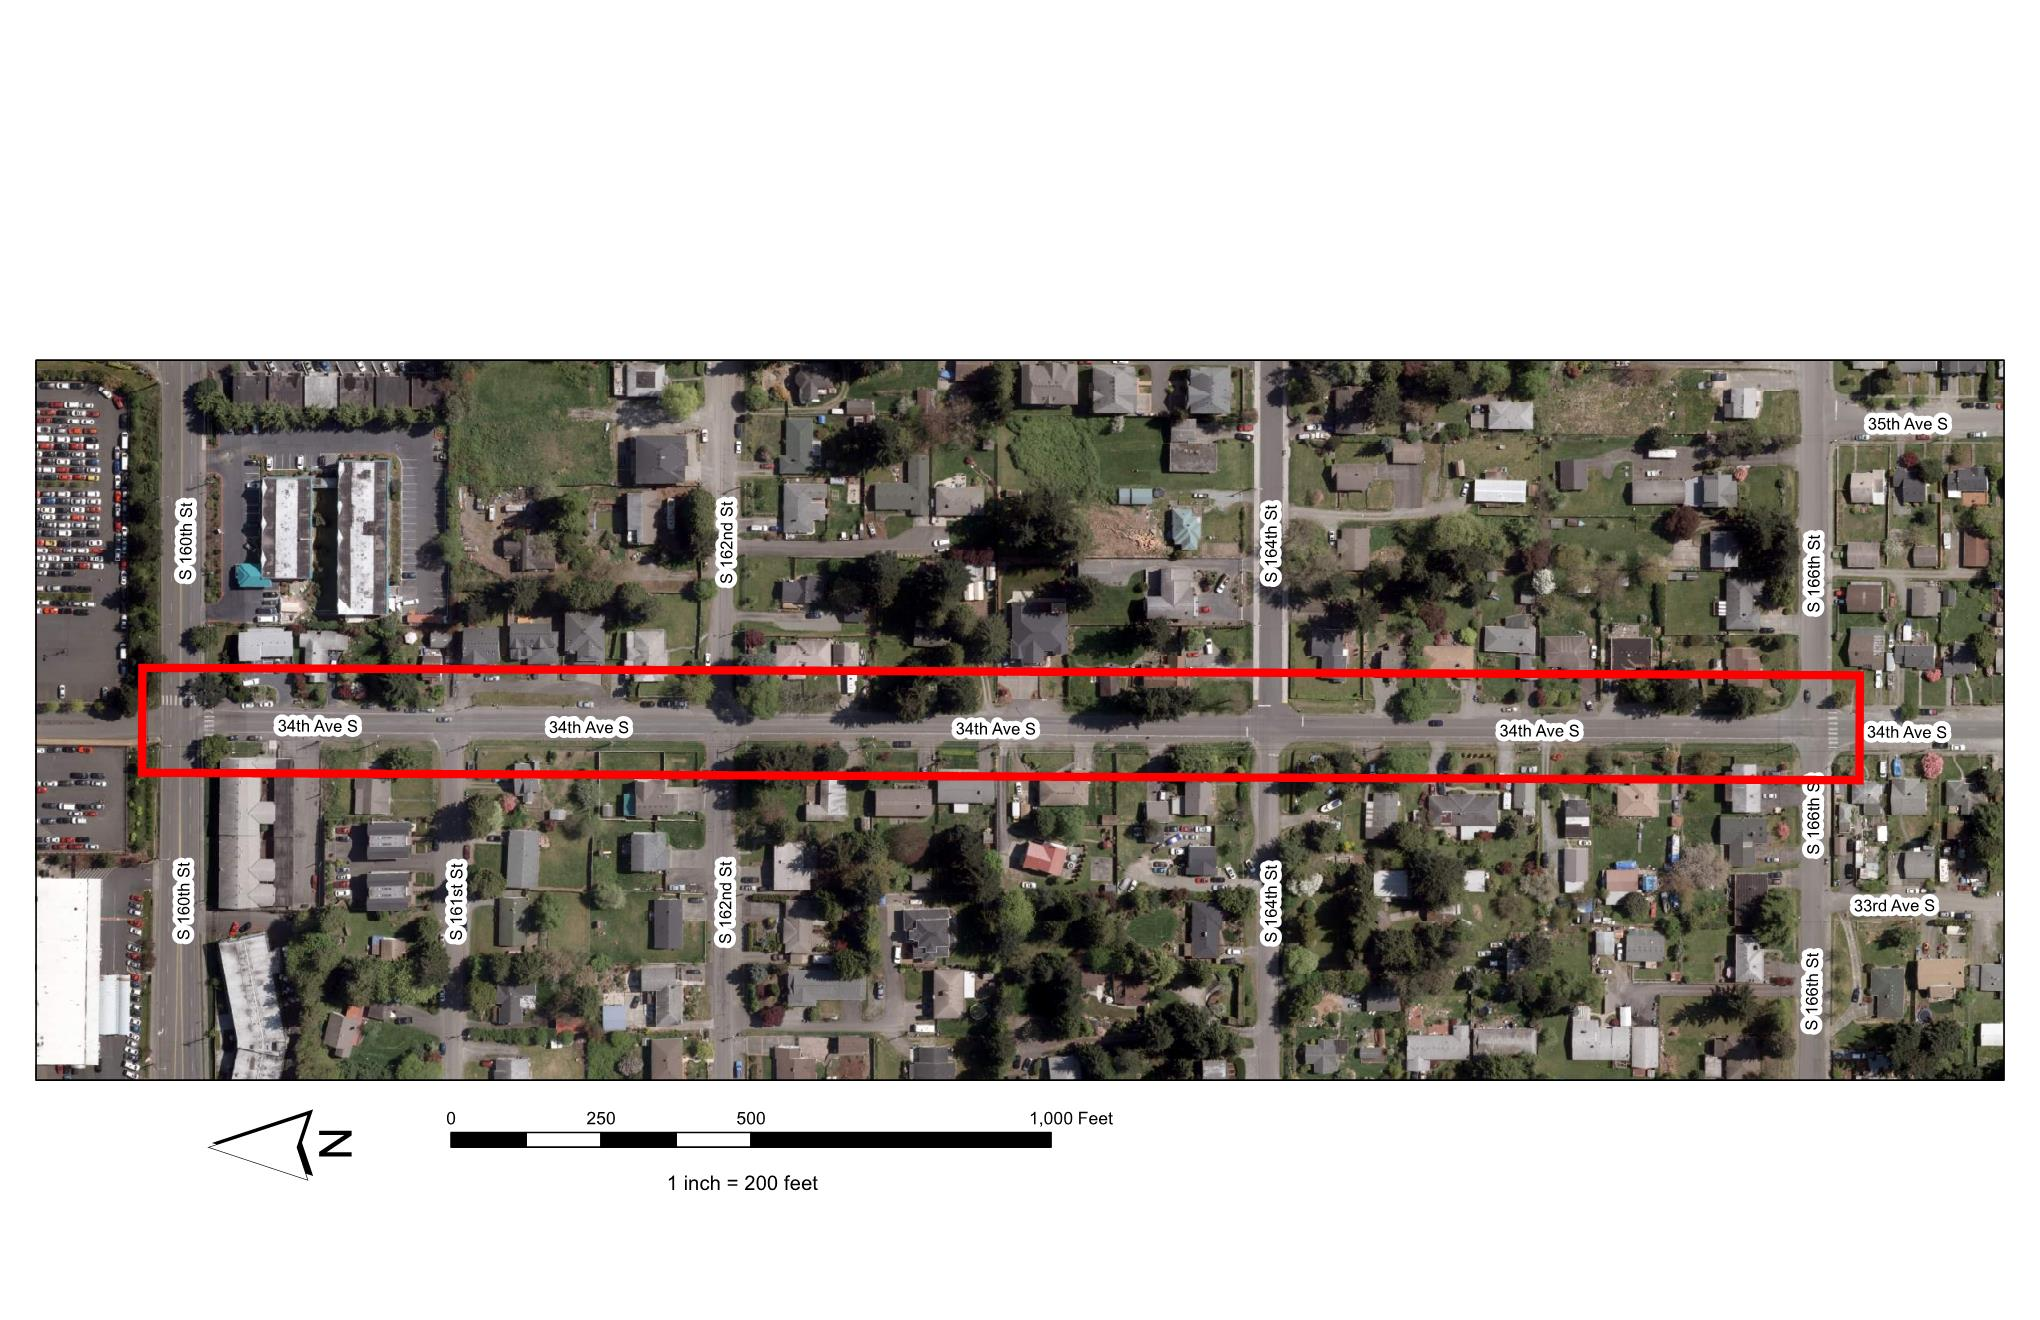 35th Ave S
S 160th St
S 162nd St
S 164th St
S 166th St
34th Ave S
34th Ave S
34th Ave S
34th Ave S
34th Ave S
S 166th S
S 160th St
S 161st St
S 162nd St
S 164th St
33rd Ave S
S 166th St
N
0 250 500 1,000 Feet
1 inch = 200 feet